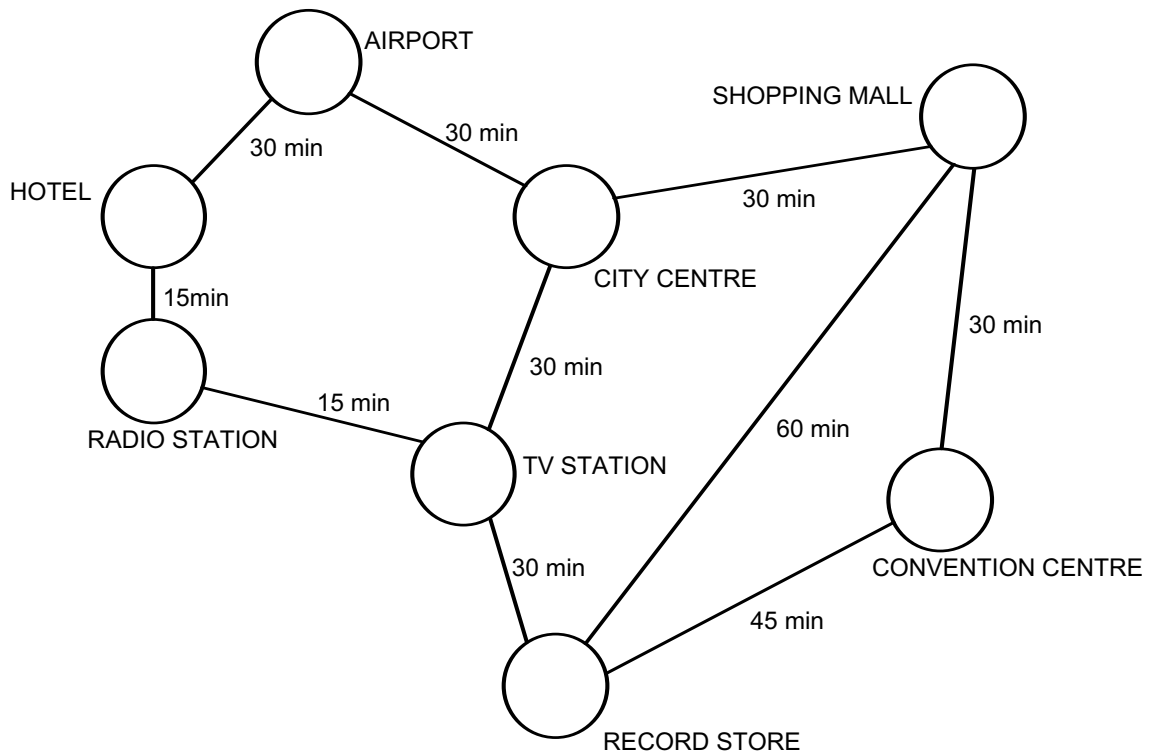 AIRPORT
SHOPPING MALL
30 min
30 min
HOTEL
30 min
CITY CENTRE
15min
30 min
30 min
15 min
60 min
RADIO STATION
TV STATION
30 min
CONVENTION CENTRE
45 min
RECORD STORE